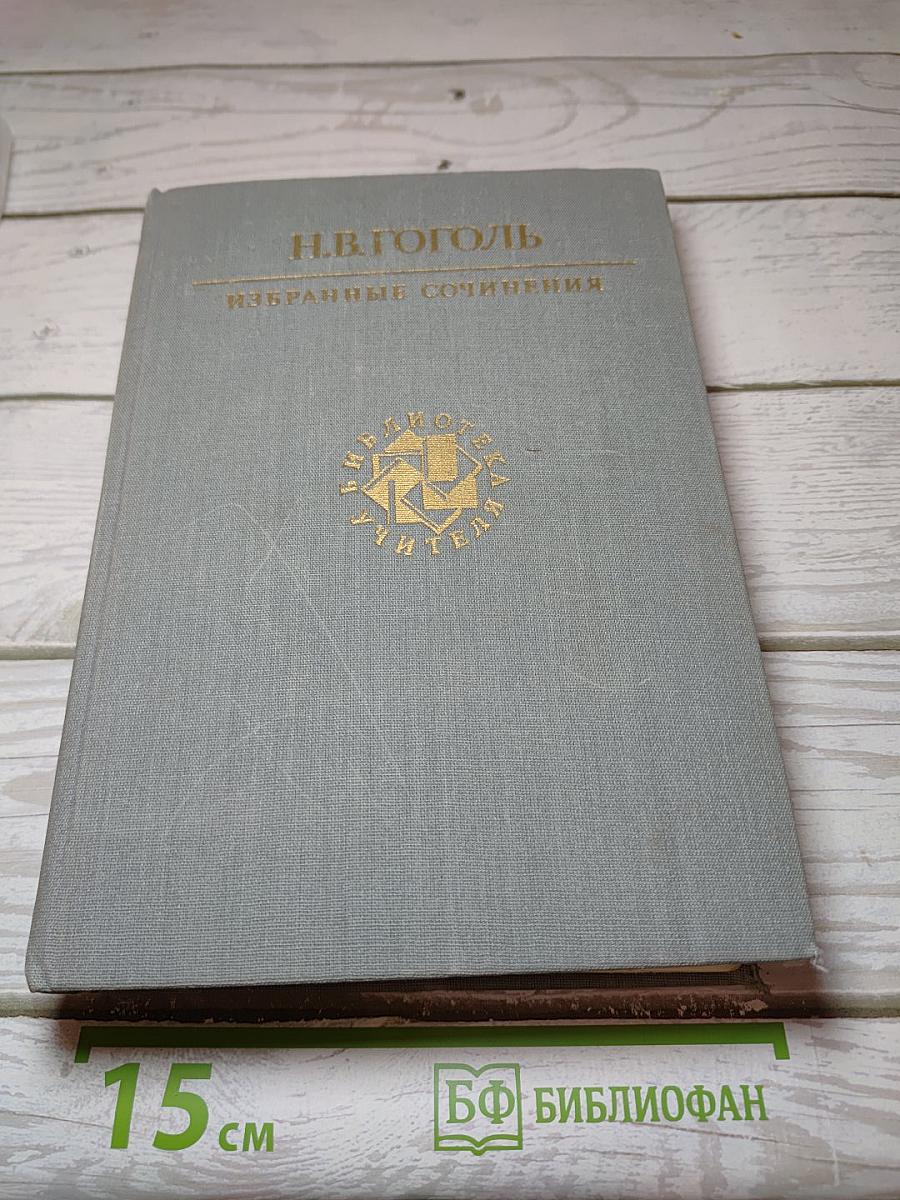 Н.В.ГОГОЛЬ
ИЗБРАННЫЕ СОЧИНЕНИЯ
БИБЛИОТЕКА
УЧИТЕЛЯ
15 см
БФ БИБЛИОФАН